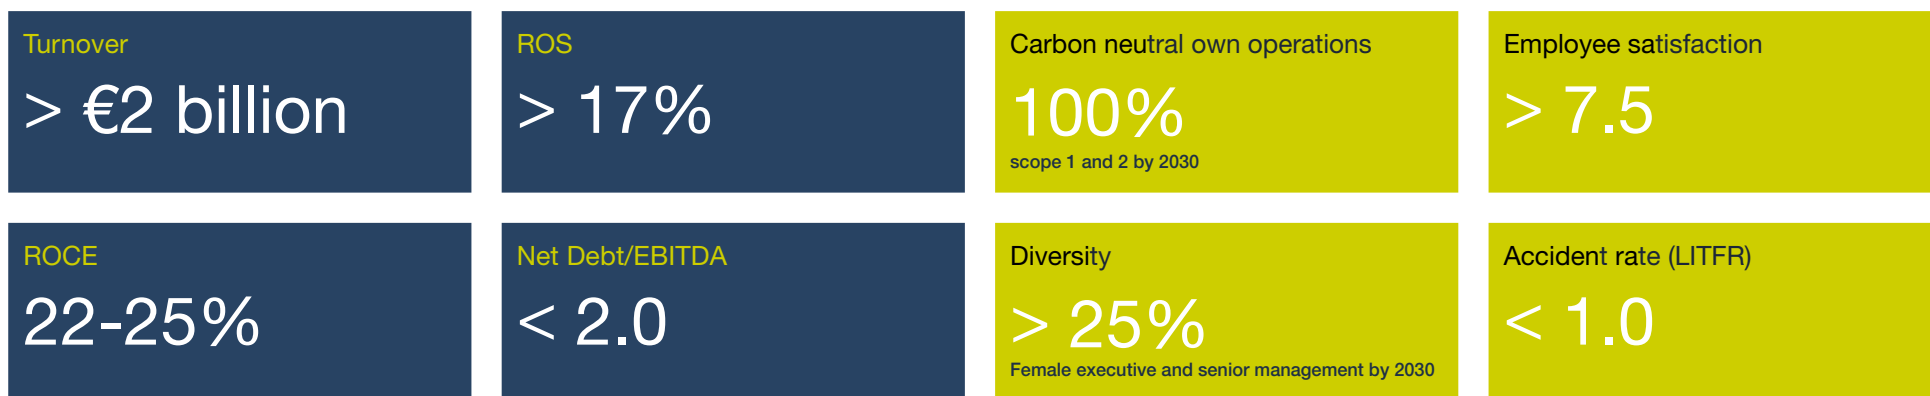 Turnover
> €2 billion
ROS
> 17%
Carbon neutral own operations
100%
scope 1 and 2 by 2030
Employee satisfaction
> 7.5
ROCE
22-25%
Net Debt/EBITDA
< 2.0
Diversity
> 25%
Female executive and senior management by 2030
Accident rate (LITFR)
< 1.0